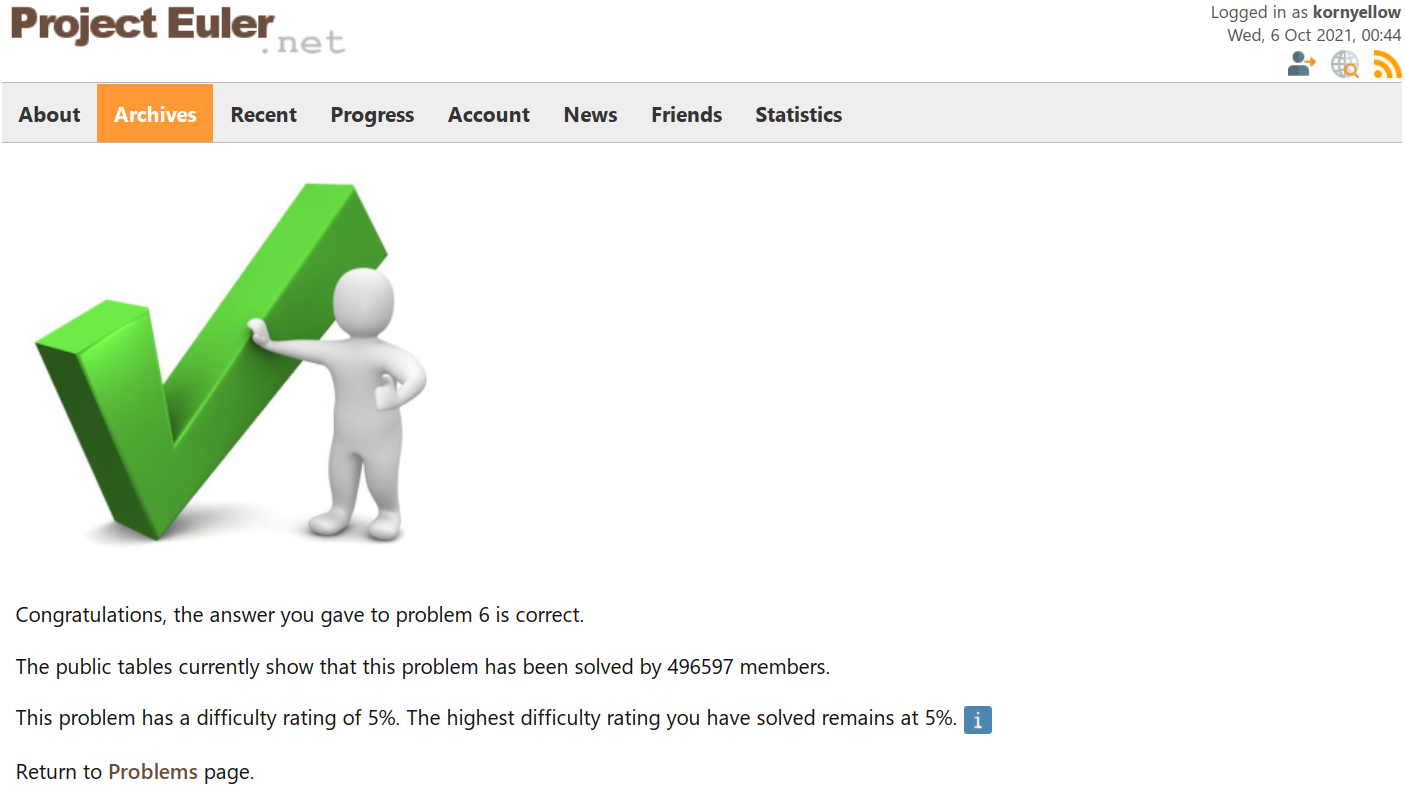 Project Euler
.net
Logged in as kornyellow
Wed, 6 Oct 2021, 00:44
About Archives Recent Progress Account News Friends Statistics
Congratulations, the answer you gave to problem 6 is correct.
The public tables currently show that this problem has been solved by 496597 members.
This problem has a difficulty rating of 5%. The highest difficulty rating you have solved remains at 5%. i
Return to Problems page.